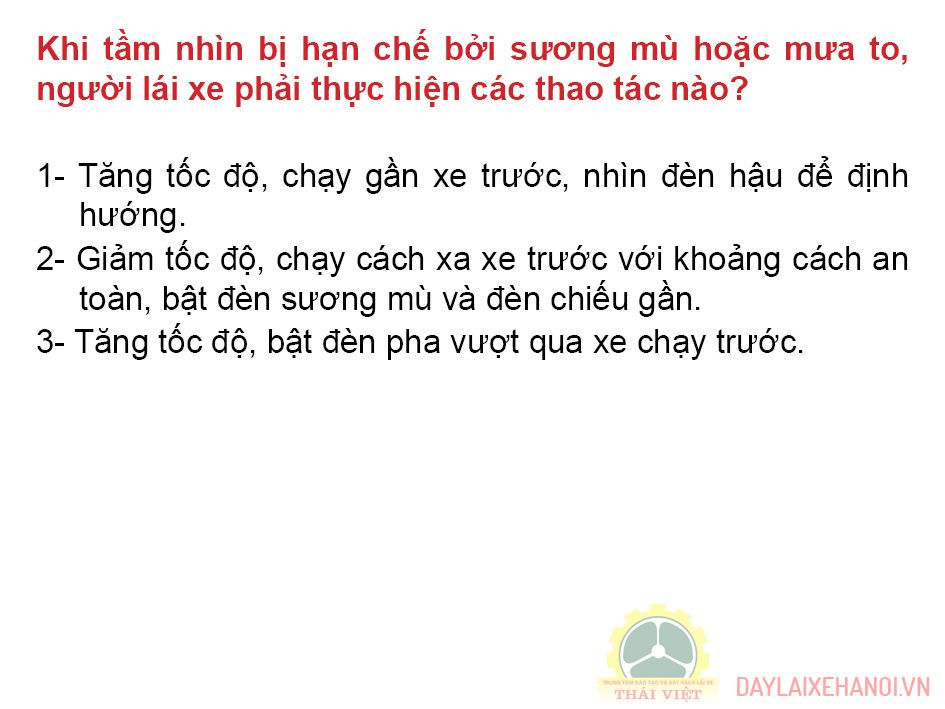 Khi tầm nhìn bị hạn chế bởi sương mù hoặc mưa to,
người lái xe phải thực hiện các thao tác nào?
1- Tăng tốc độ, chạy gần xe trước, nhìn đèn hậu để định
hướng.
2- Giảm tốc độ, chạy cách xa xe trước với khoảng cách an
toàn, bật đèn sương mù và đèn chiếu gần.
3- Tăng tốc độ, bật đèn pha vượt qua xe chạy trước.
TRUNG TÂM ĐÀO TẠO VÀ SÁT HẠCH LÁI XE
THÁI VIỆT
DAYLAIXEHANOI.VN